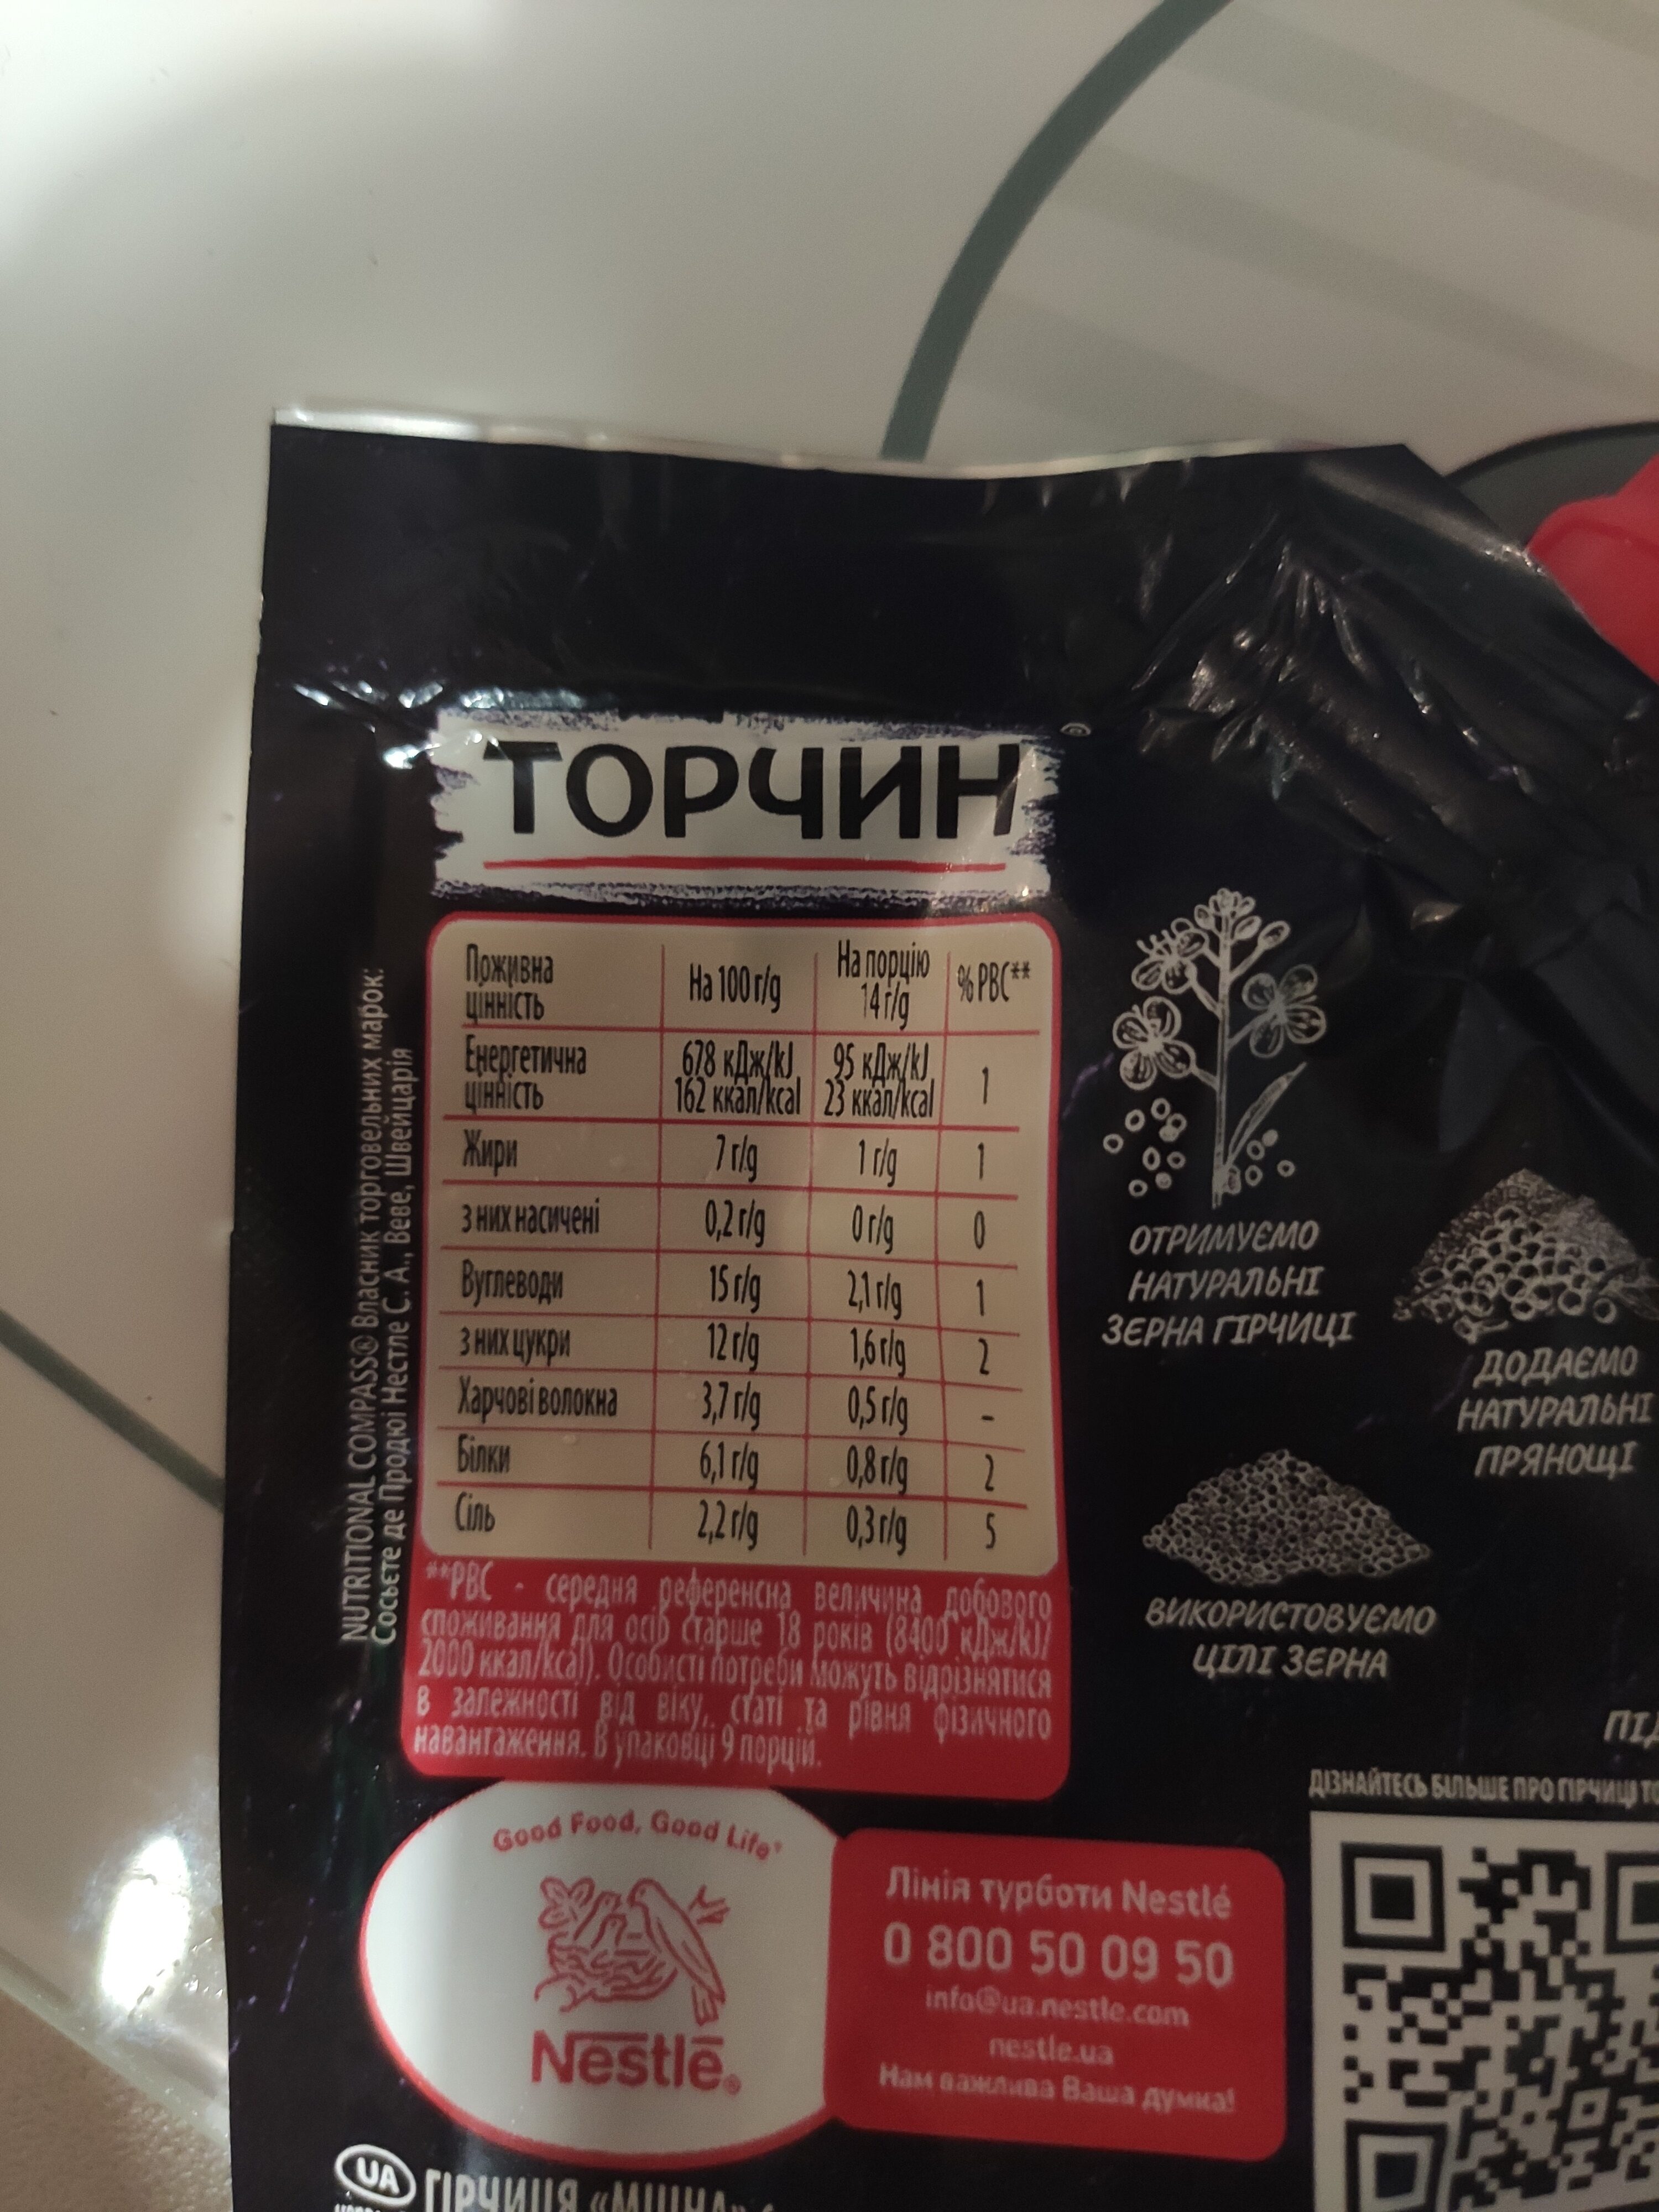 ТОРЧИН
Поживна цінність | На 100 г/g | На порцію 14 г/g | % РВС**
Енергетична цінність | 678 кДж/kJ 162 ккал/kcal | 95 кДж/kJ 23 ккал/kcal | 1
Жири | 7 г/g | 1 г/g | 1
з них насичені | 0,2 г/g | 0 г/g | 0
Вуглеводи | 15 г/g | 2,1 г/g | 1
з них цукри | 12 г/g | 1,6 г/g | 2
Харчові волокна | 3,7 г/g | 0,5 г/g | -
Білки | 6,1 г/g | 0,8 г/g | 2
Сіль | 2,2 г/g | 0,3 г/g | 5
**РВС - середня референсна величина добового
споживання для осіб старше 18 років (8400 кДж/kJ/
2000 ккал/kcal). Особисті потреби можуть відрізнятися
в залежності від віку, статі та рівня фізичного
навантаження. В упаковці 9 порцій.
NUTRITIONAL COMPASS® Власник торговельних марок:
Сосьєте де Продюі Нестле С. А., Веве, Швейцарія
ОТРИМУЄМО
НАТУРАЛЬНІ
ЗЕРНА ГІРЧИЦІ
ДОДАЄМО
НАТУРАЛЬНІ
ПРЯНОЩІ
ВИКОРИСТОВУЄМО
ЦІЛІ ЗЕРНА
ДІЗНАЙТЕСЬ БІЛЬШЕ ПРО ГІРЧИЦІ
Good Food, Good Life®
Nestlé®
Лінія турботи Nestlé
0 800 50 09 50
info@ua.nestle.com
nestle.ua
Нам важлива Ваша думка!
UA ГІРЧИЦЯ «МІЦНА»